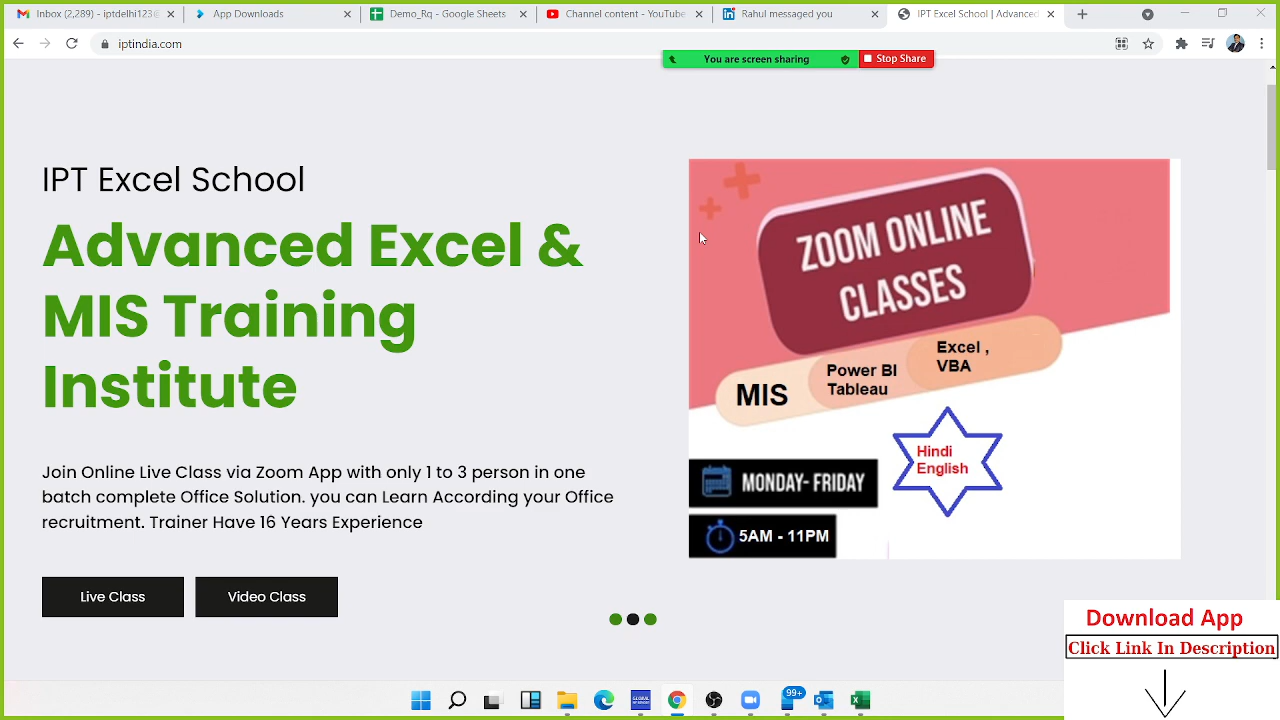 Inbox (2,289) - iptdelhi123@
App Downloads
Demo_Rq - Google Sheets
Channel content - YouTube
Rahul messaged you
IPT Excel School | Advanced
iptindia.com
You are screen sharing
Stop Share
IPT Excel School
Advanced Excel &
MIS Training
Institute
Join Online Live Class via Zoom App with only 1 to 3 person in one
batch complete Office Solution. you can Learn According your Office
recruitment. Trainer Have 16 Years Experience
Live Class
Video Class
ZOOM ONLINE
CLASSES
MIS
Power BI
Tableau
Excel ,
VBA
Hindi
English
MONDAY- FRIDAY
5AM - 11PM
Download App
Click Link In Description
99+